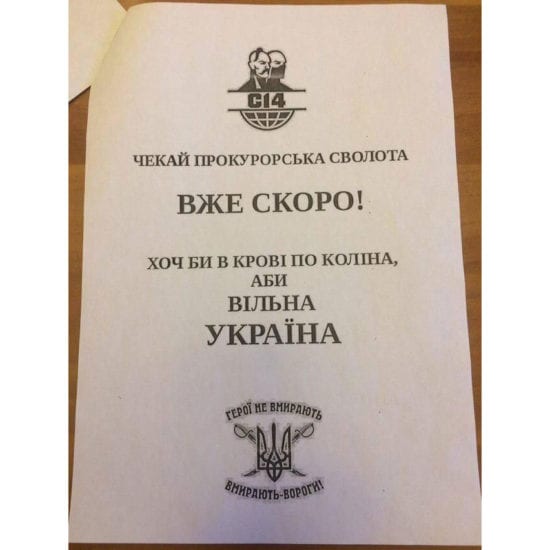 С14
ЧЕКАЙ ПРОКУРОРСЬКА СВОЛОТА
ВЖЕ СКОРО!
ХОЧ БИ В КРОВІ ПО КОЛІНА,
АБИ
ВІЛЬНА
УКРАЇНА
ГЕРОЇ НЕ ВМИРАЮТЬ
ВМИРАЮТЬ-ВОРОГИ!